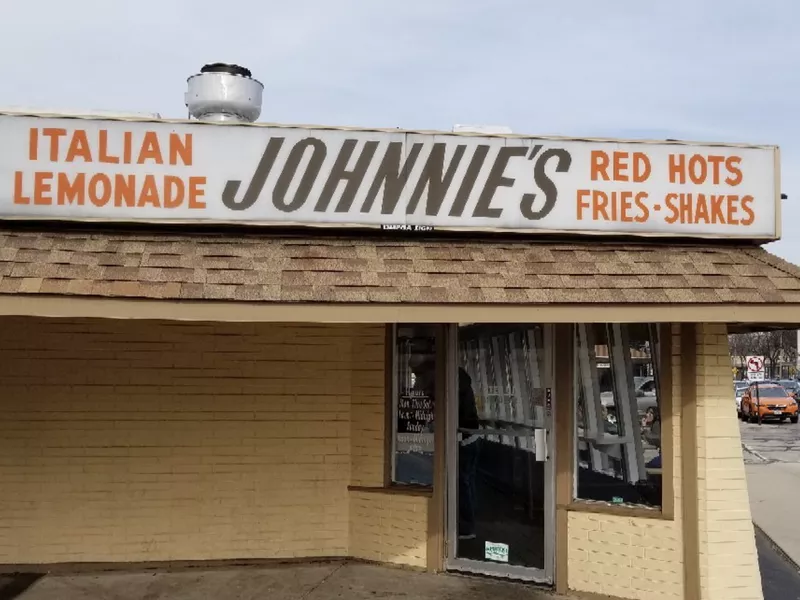 ITALIAN
LEMONADE
JOHNNIE'S
RED HOTS
FRIES-SHAKES